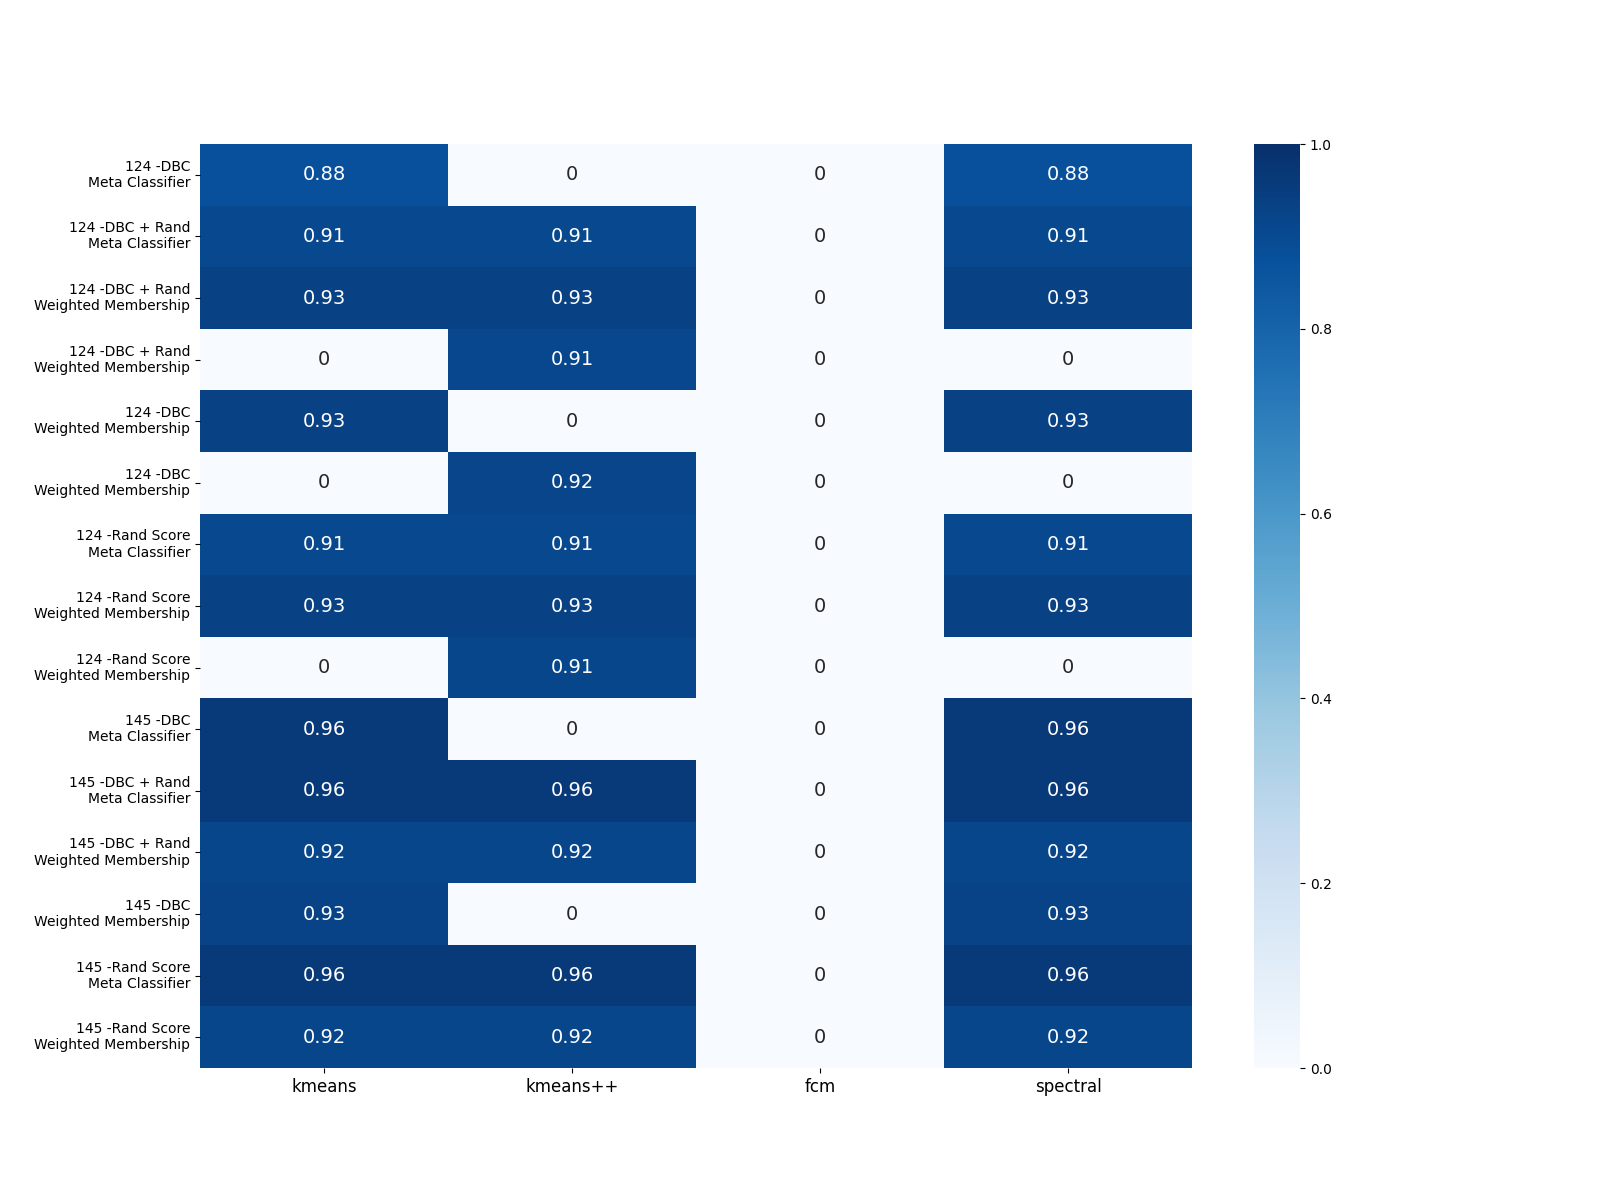 124 -DBC
Meta Classifier
0.88 0 0 0.88
124 -DBC + Rand
Meta Classifier
0.91 0.91 0 0.91
124 -DBC + Rand
Weighted Membership
0.93 0.93 0 0.93
124 -DBC + Rand
Weighted Membership
0 0.91 0 0
124 -DBC
Weighted Membership
0.93 0 0 0.93
124 -DBC
Weighted Membership
0 0.92 0 0
124 -Rand Score
Meta Classifier
0.91 0.91 0 0.91
124 -Rand Score
Weighted Membership
0.93 0.93 0 0.93
124 -Rand Score
Weighted Membership
0 0.91 0 0
145 -DBC
Meta Classifier
0.96 0 0 0.96
145 -DBC + Rand
Meta Classifier
0.96 0.96 0 0.96
145 -DBC + Rand
Weighted Membership
0.92 0.92 0 0.92
145 -DBC
Weighted Membership
0.93 0 0 0.93
145 -Rand Score
Meta Classifier
0.96 0.96 0 0.96
145 -Rand Score
Weighted Membership
0.92 0.92 0 0.92
kmeans kmeans++ fcm spectral
1.0
0.8
0.6
0.4
0.2
0.0